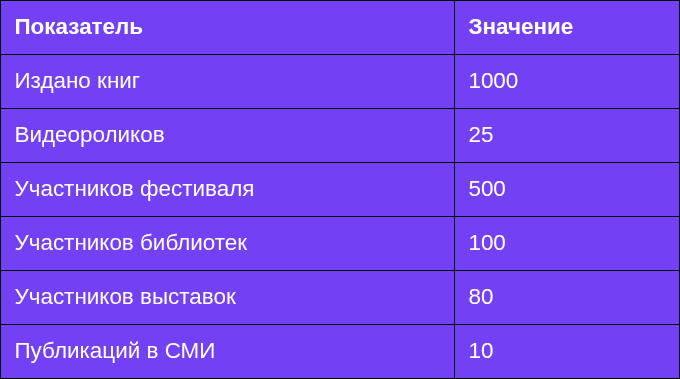 Показатель Значение
Издано книг 1000
Видеороликов 25
Участников фестиваля 500
Участников библиотек 100
Участников выставок 80
Публикаций в СМИ 10